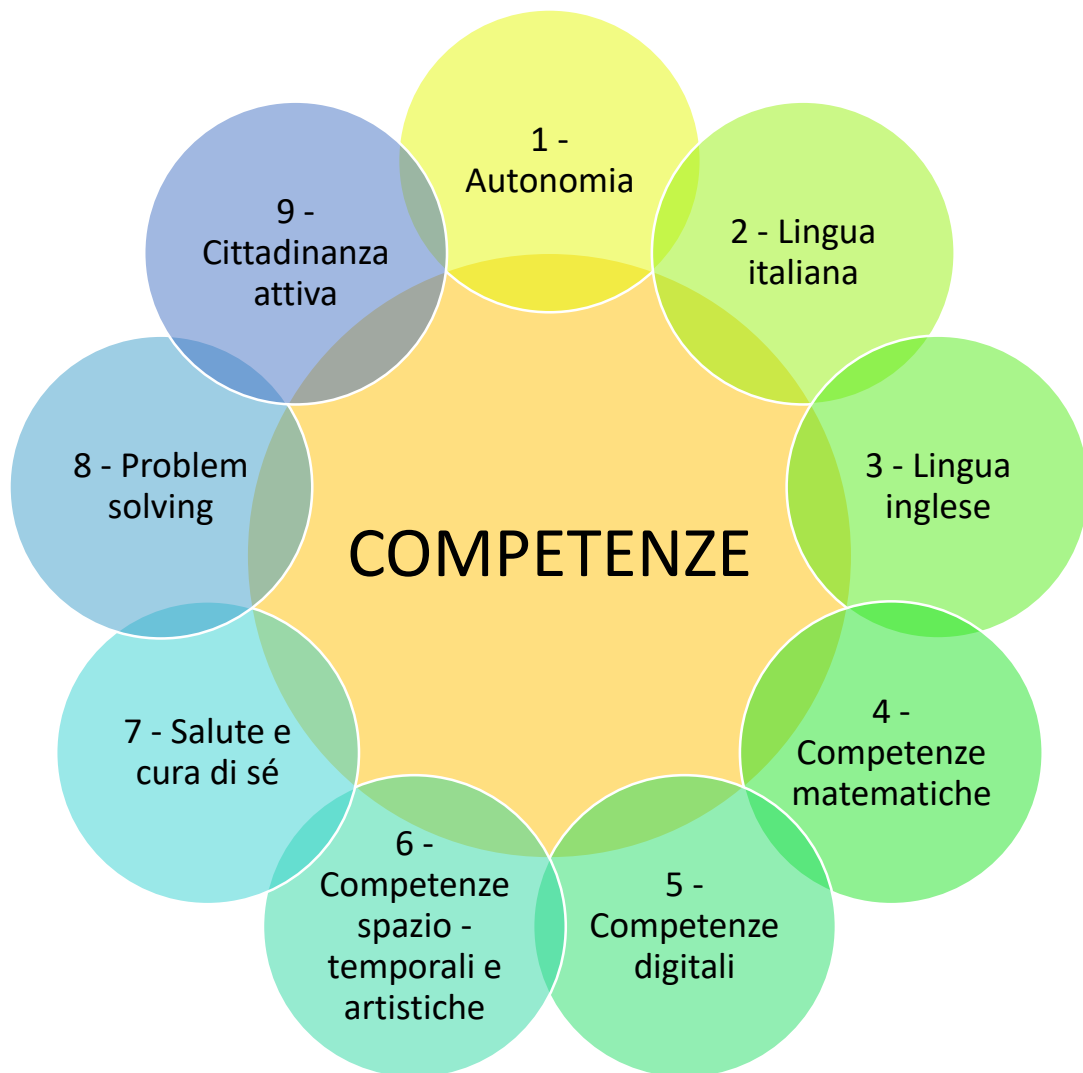 1 -
Autonomia
2 - Lingua
italiana
3 - Lingua
inglese
4 -
Competenze
matematiche
5 -
Competenze
digitali
6 -
Competenze
spazio -
temporali e
artistiche
7 - Salute e
cura di sé
8 - Problem
solving
9 -
Cittadinanza
attiva
COMPETENZE